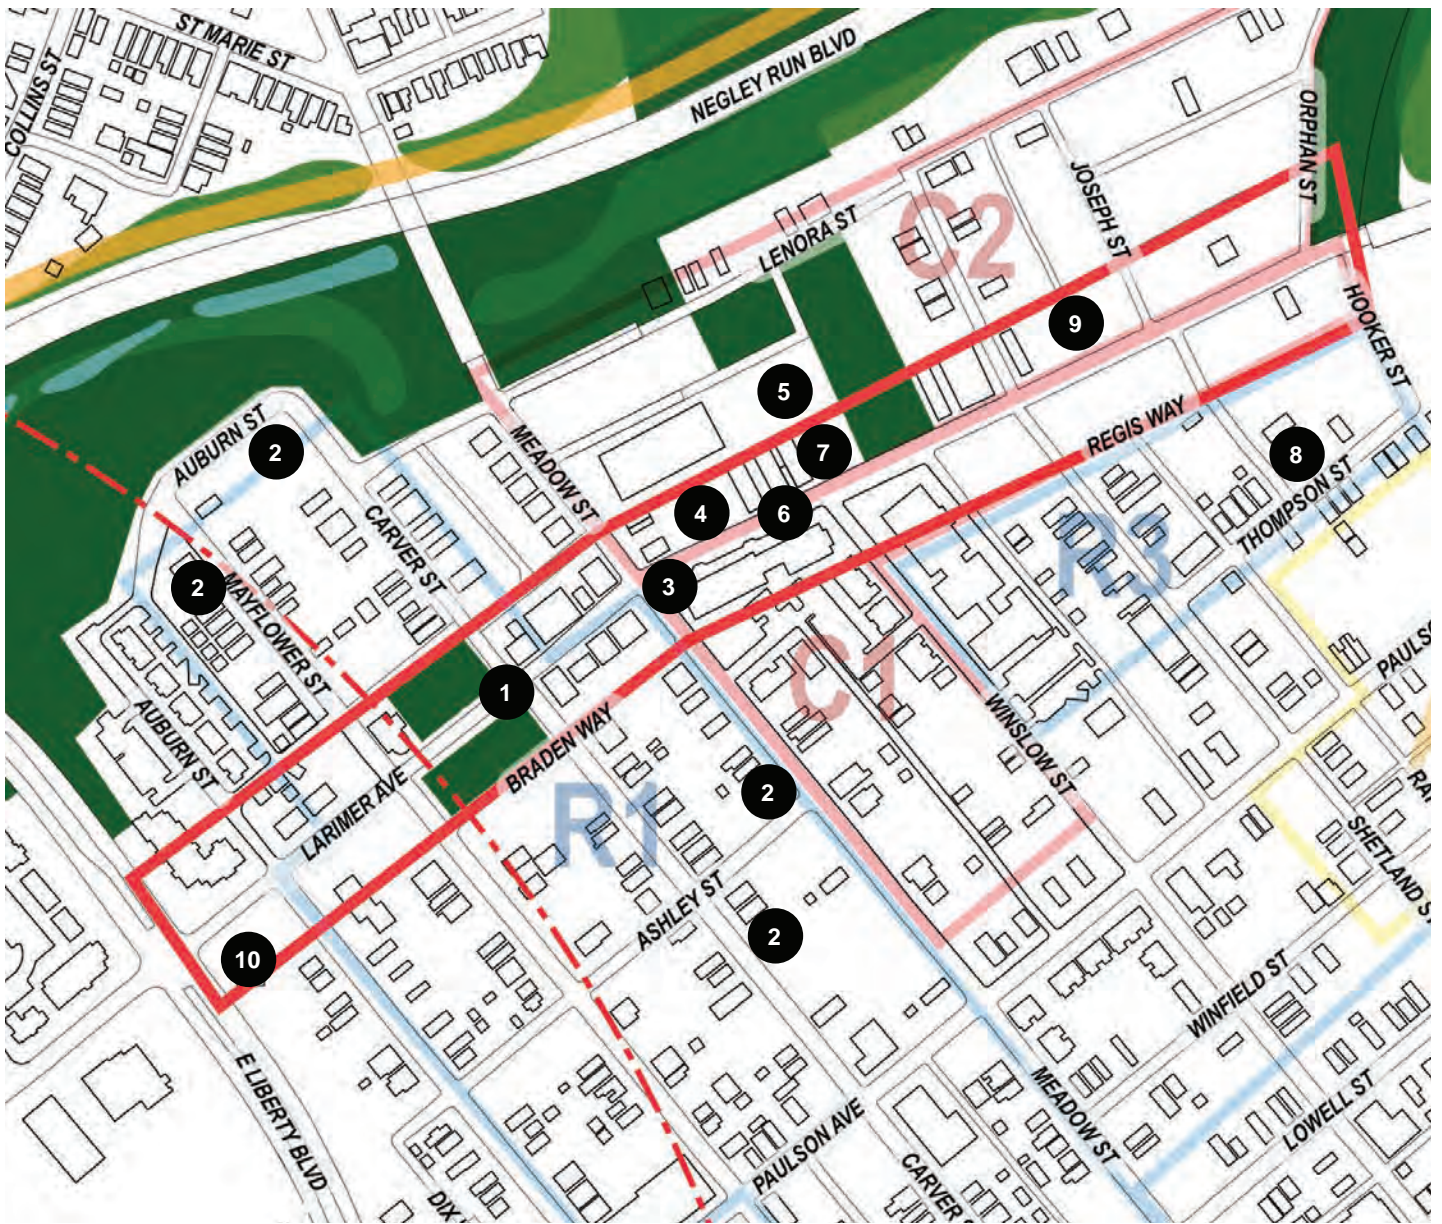 ST MARIE ST
COLLINS ST
NEGLEY RUN BLVD
ORPHAN ST
JOSEPH ST
C2
LENORA ST
HOOKER ST
9
5
AUBURN ST
2
MEADOW ST
7
REGIS WAY
8
4
6
CARVER ST
THOMPSON ST
R3
2
MAYFLOWER ST
3
PAULSO
C1
1
AUBURN ST
BRADEN WAY
WINSLOW ST
LARIMER AVE
2
R1
RA
SHETLAND S
ASHLEY ST
2
10
WINFIELD ST
E LIBERTY BLVD
MEADOW ST
LOWELL ST
PAULSON AVE
CARVER
DIX